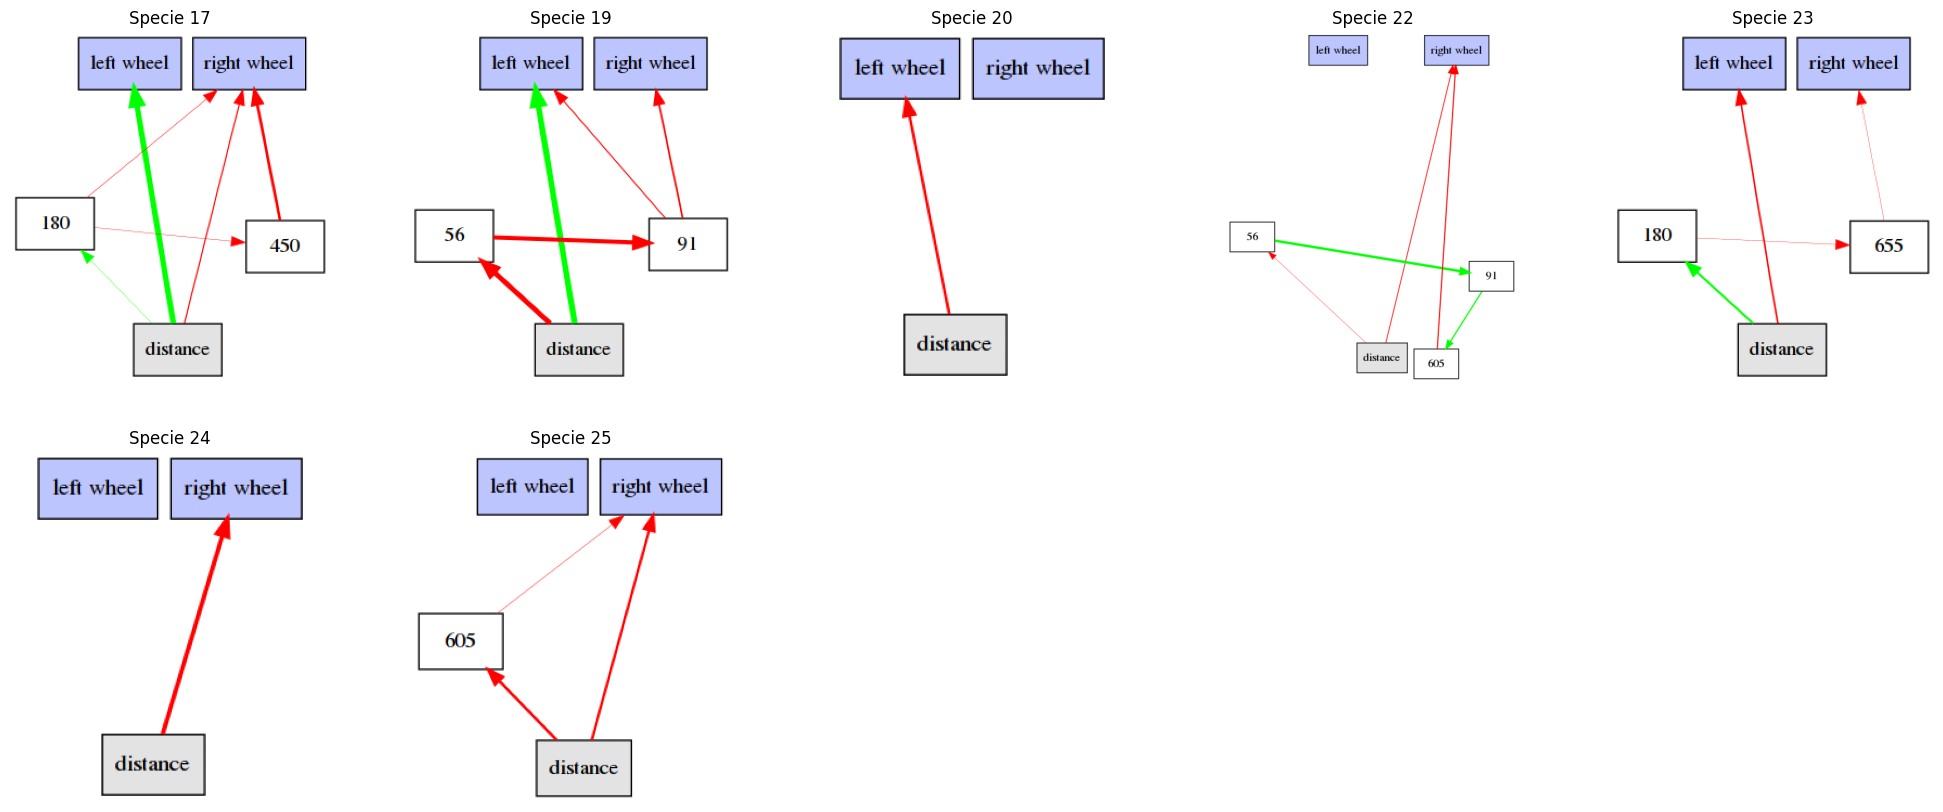 Specie 17
left wheel
right wheel
180
450
distance
Specie 19
left wheel
right wheel
56
91
distance
Specie 20
left wheel
right wheel
distance
Specie 22
left wheel
right wheel
56
91
distance
605
Specie 23
left wheel
right wheel
180
655
distance
Specie 24
left wheel
right wheel
distance
Specie 25
left wheel
right wheel
605
distance